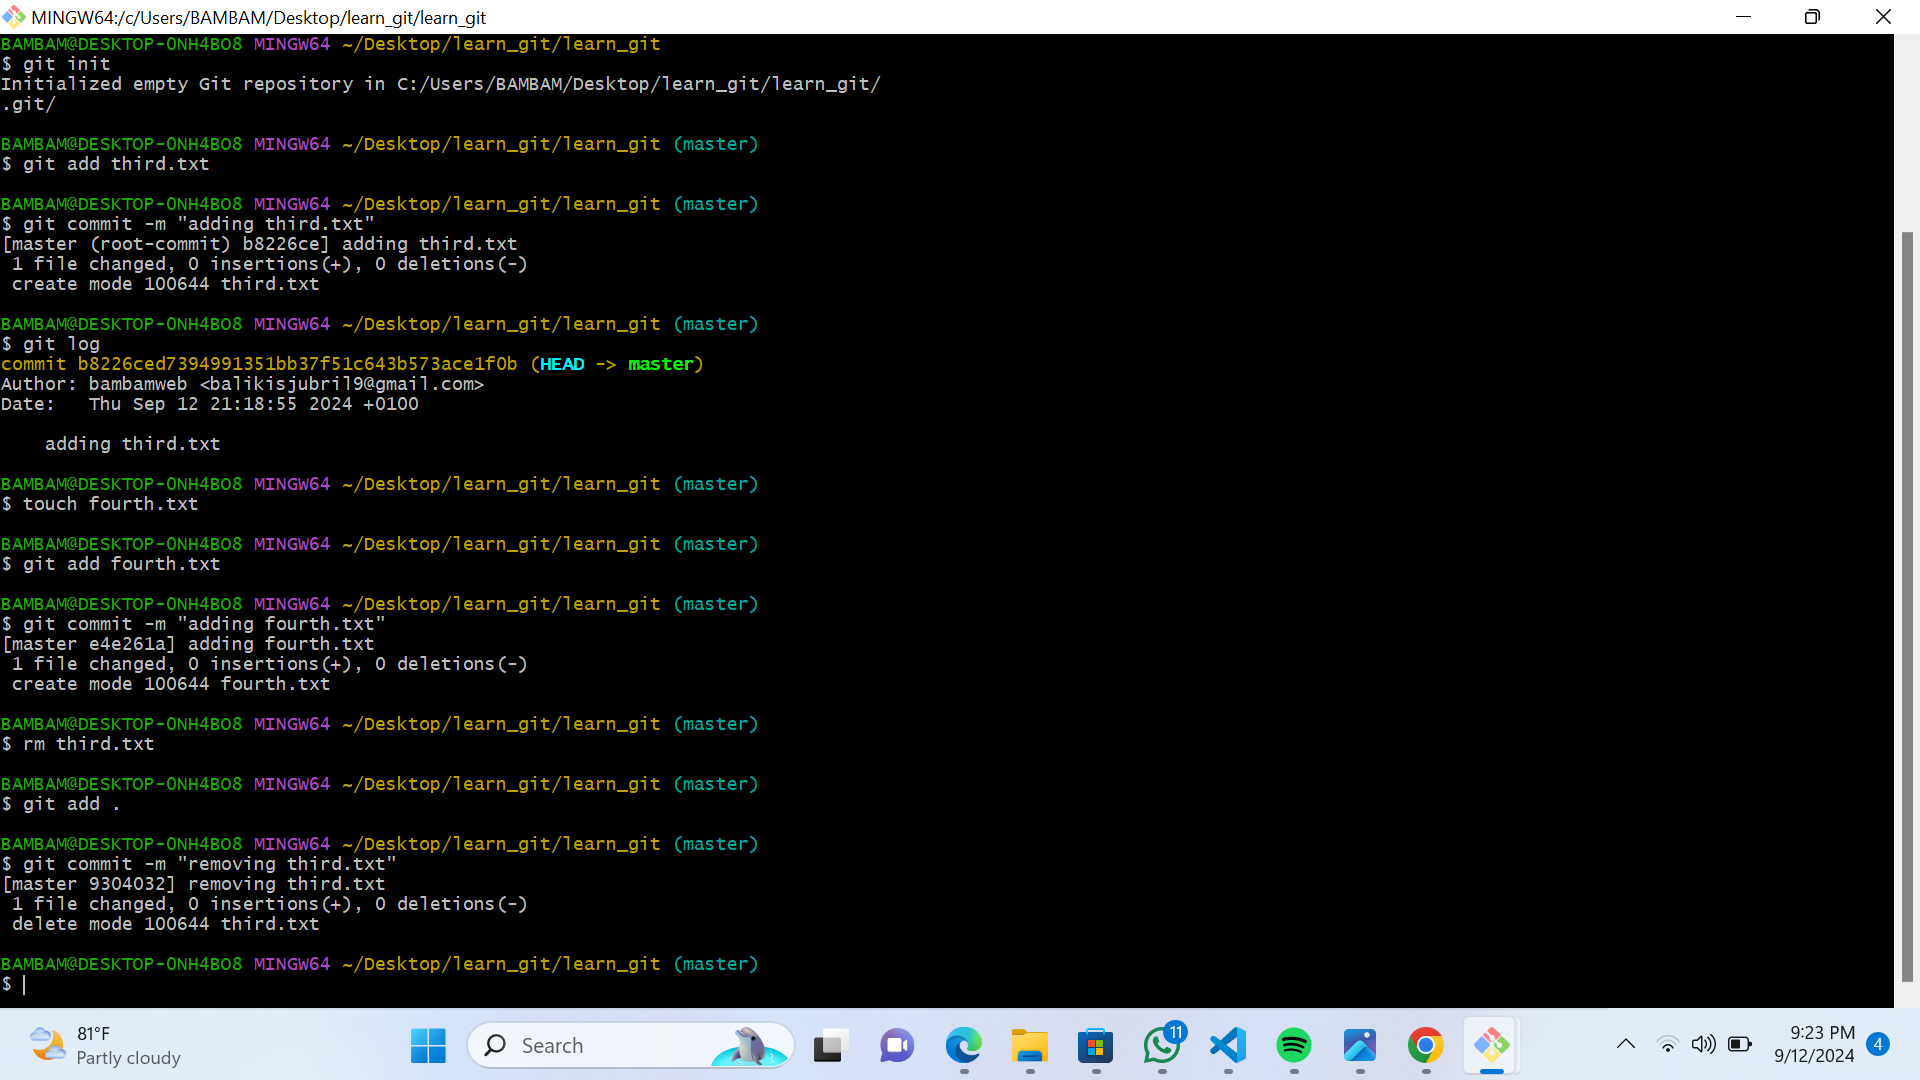 MINGW64:/c/Users/BAMBAM/Desktop/learn_git/learn_git
BAMBAM@DESKTOP-0NH4BO8 MINGW64 ~/Desktop/learn_git/learn_git
$ git init
Initialized empty Git repository in C:/Users/BAMBAM/Desktop/learn_git/learn_git/
.git/
BAMBAM@DESKTOP-0NH4BO8 MINGW64 ~/Desktop/learn_git/learn_git (master)
$ git add third.txt
BAMBAM@DESKTOP-0NH4BO8 MINGW64 ~/Desktop/learn_git/learn_git (master)
$ git commit -m "adding third.txt"
[master (root-commit) b8226ce] adding third.txt
1 file changed, 0 insertions(+), 0 deletions(-)
create mode 100644 third.txt
BAMBAM@DESKTOP-0NH4BO8 MINGW64 ~/Desktop/learn_git/learn_git (master)
$ git log
commit b8226ced7394991351bb37f51c643b573ace1f0b (HEAD -> master)
Author: bambamweb <balikisjubril9@gmail.com>
Date:   Thu Sep 12 21:18:55 2024 +0100
adding third.txt
BAMBAM@DESKTOP-0NH4BO8 MINGW64 ~/Desktop/learn_git/learn_git (master)
$ touch fourth.txt
BAMBAM@DESKTOP-0NH4BO8 MINGW64 ~/Desktop/learn_git/learn_git (master)
$ git add fourth.txt
BAMBAM@DESKTOP-0NH4BO8 MINGW64 ~/Desktop/learn_git/learn_git (master)
$ git commit -m "adding fourth.txt"
[master e4e261a] adding fourth.txt
1 file changed, 0 insertions(+), 0 deletions(-)
create mode 100644 fourth.txt
BAMBAM@DESKTOP-0NH4BO8 MINGW64 ~/Desktop/learn_git/learn_git (master)
$ rm third.txt
BAMBAM@DESKTOP-0NH4BO8 MINGW64 ~/Desktop/learn_git/learn_git (master)
$ git add .
BAMBAM@DESKTOP-0NH4BO8 MINGW64 ~/Desktop/learn_git/learn_git (master)
$ git commit -m "removing third.txt"
[master 9304032] removing third.txt
1 file changed, 0 insertions(+), 0 deletions(-)
delete mode 100644 third.txt
BAMBAM@DESKTOP-0NH4BO8 MINGW64 ~/Desktop/learn_git/learn_git (master)
$
81°F
Partly cloudy
Search
11
9:23 PM
9/12/2024
4